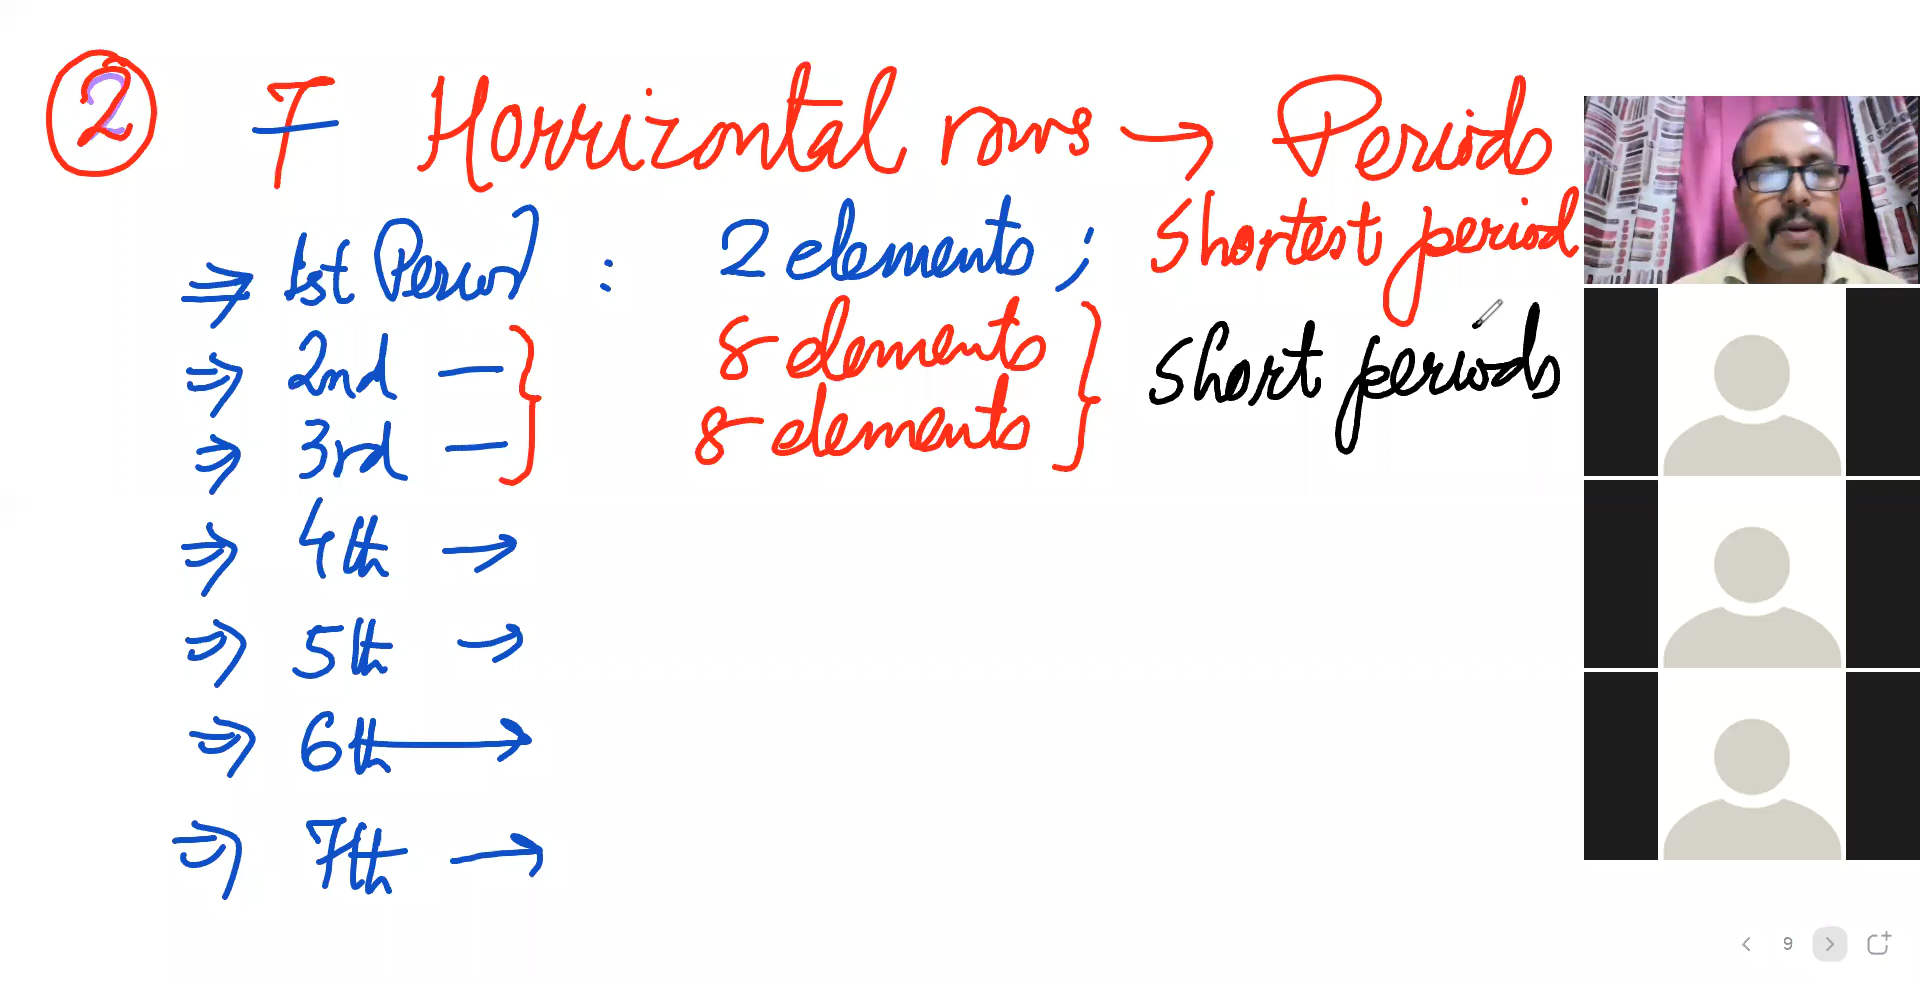 2 7 Horrizontal rows → Periods
⇒ 1st Period : 2 elements ; Shortest period
⇒ 2nd — 8 elements Short periods
⇒ 3rd — 8 elements
⇒ 4th →
⇒ 5th →
⇒ 6th →
⇒ 7th →
9